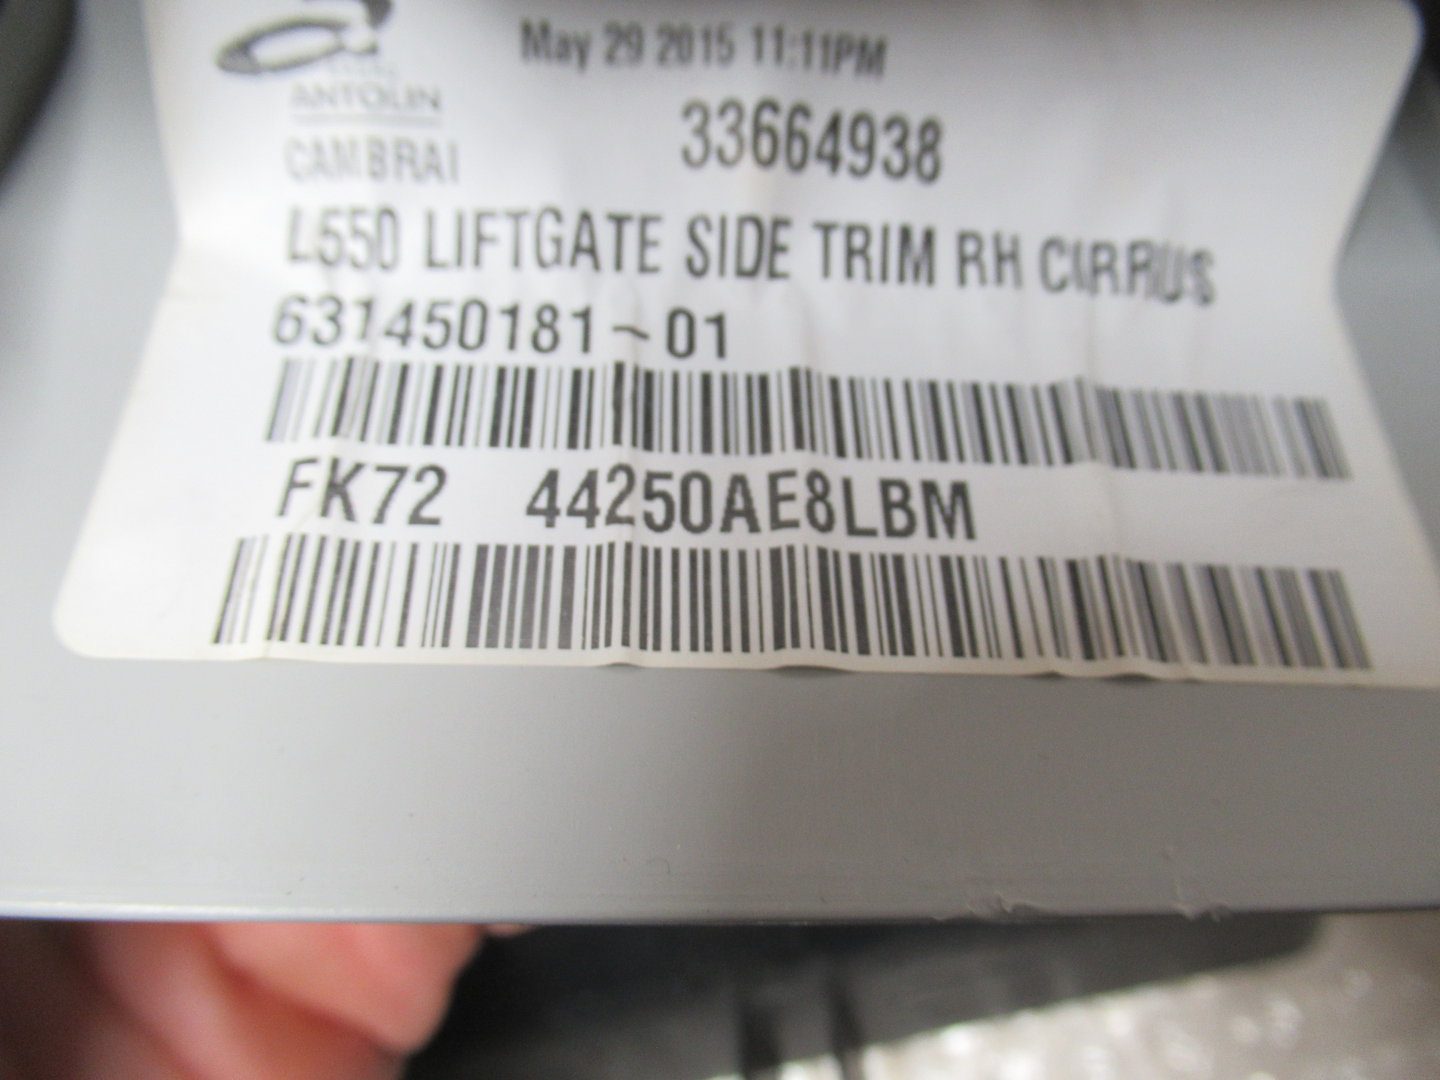 May 29 2015 11:11PM
ANTOLIN
CAMBRAI
33664938
L550 LIFTGATE SIDE TRIM RH CIRRUS
631450181-01
FK72 44250AE8LBM